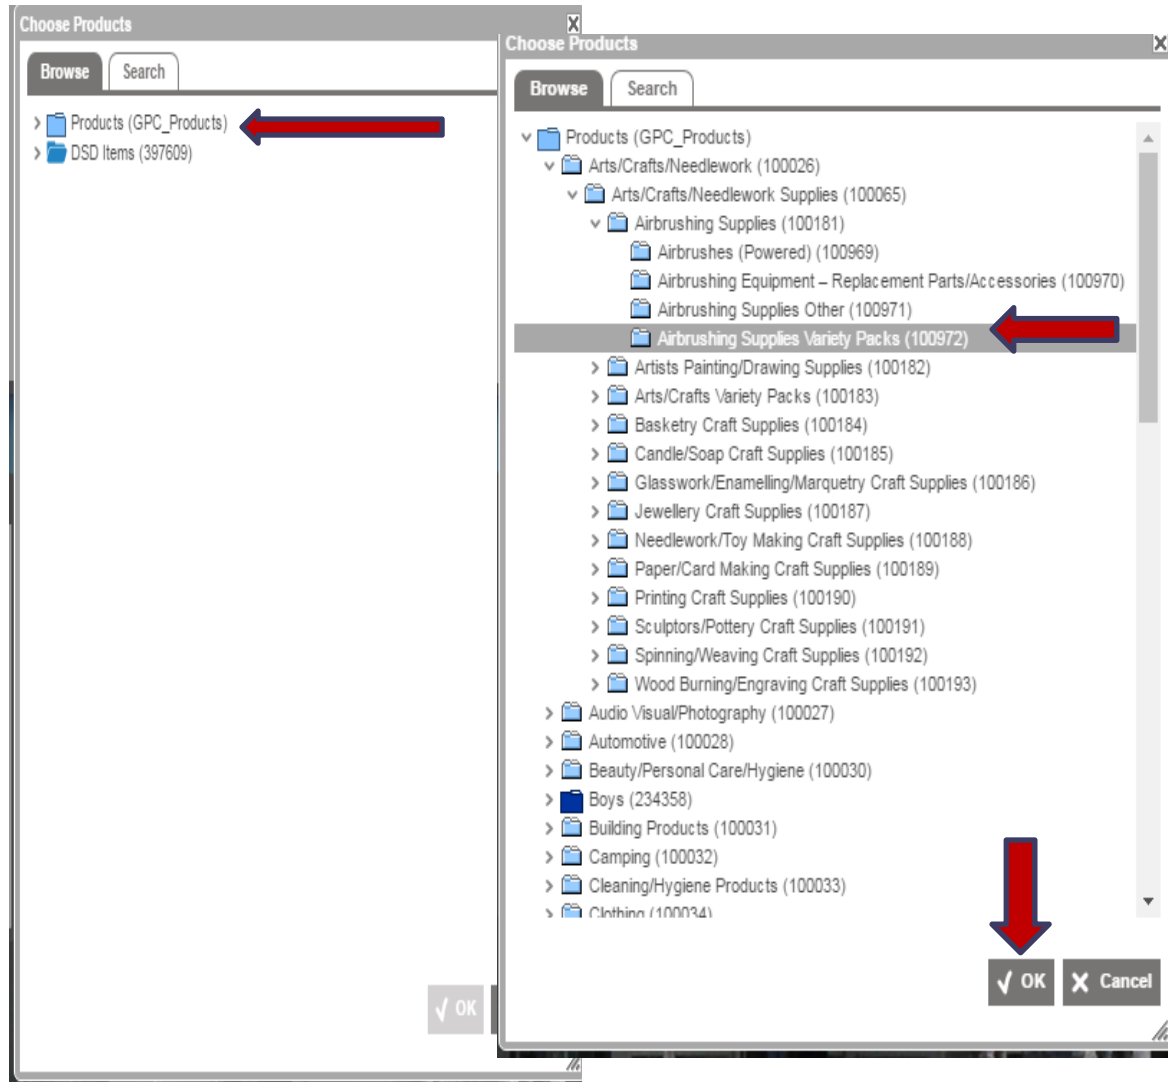 Choose Products
X
Browse
Search
Products (GPC_Products)
DSD Items (397609)
OK
Choose Products
X
Browse
Search
Products (GPC_Products)
Arts/Crafts/Needlework (100026)
Arts/Crafts/Needlework Supplies (100065)
Airbrushing Supplies (100181)
Airbrushes (Powered) (100969)
Airbrushing Equipment – Replacement Parts/Accessories (100970)
Airbrushing Supplies Other (100971)
Airbrushing Supplies Variety Packs (100972)
Artists Painting/Drawing Supplies (100182)
Arts/Crafts Variety Packs (100183)
Basketry Craft Supplies (100184)
Candle/Soap Craft Supplies (100185)
Glasswork/Enamelling/Marquetry Craft Supplies (100186)
Jewellery Craft Supplies (100187)
Needlework/Toy Making Craft Supplies (100188)
Paper/Card Making Craft Supplies (100189)
Printing Craft Supplies (100190)
Sculptors/Pottery Craft Supplies (100191)
Spinning/Weaving Craft Supplies (100192)
Wood Burning/Engraving Craft Supplies (100193)
Audio Visual/Photography (100027)
Automotive (100028)
Beauty/Personal Care/Hygiene (100030)
Boys (234358)
Building Products (100031)
Camping (100032)
Cleaning/Hygiene Products (100033)
Clothing (100034)
OK
Cancel